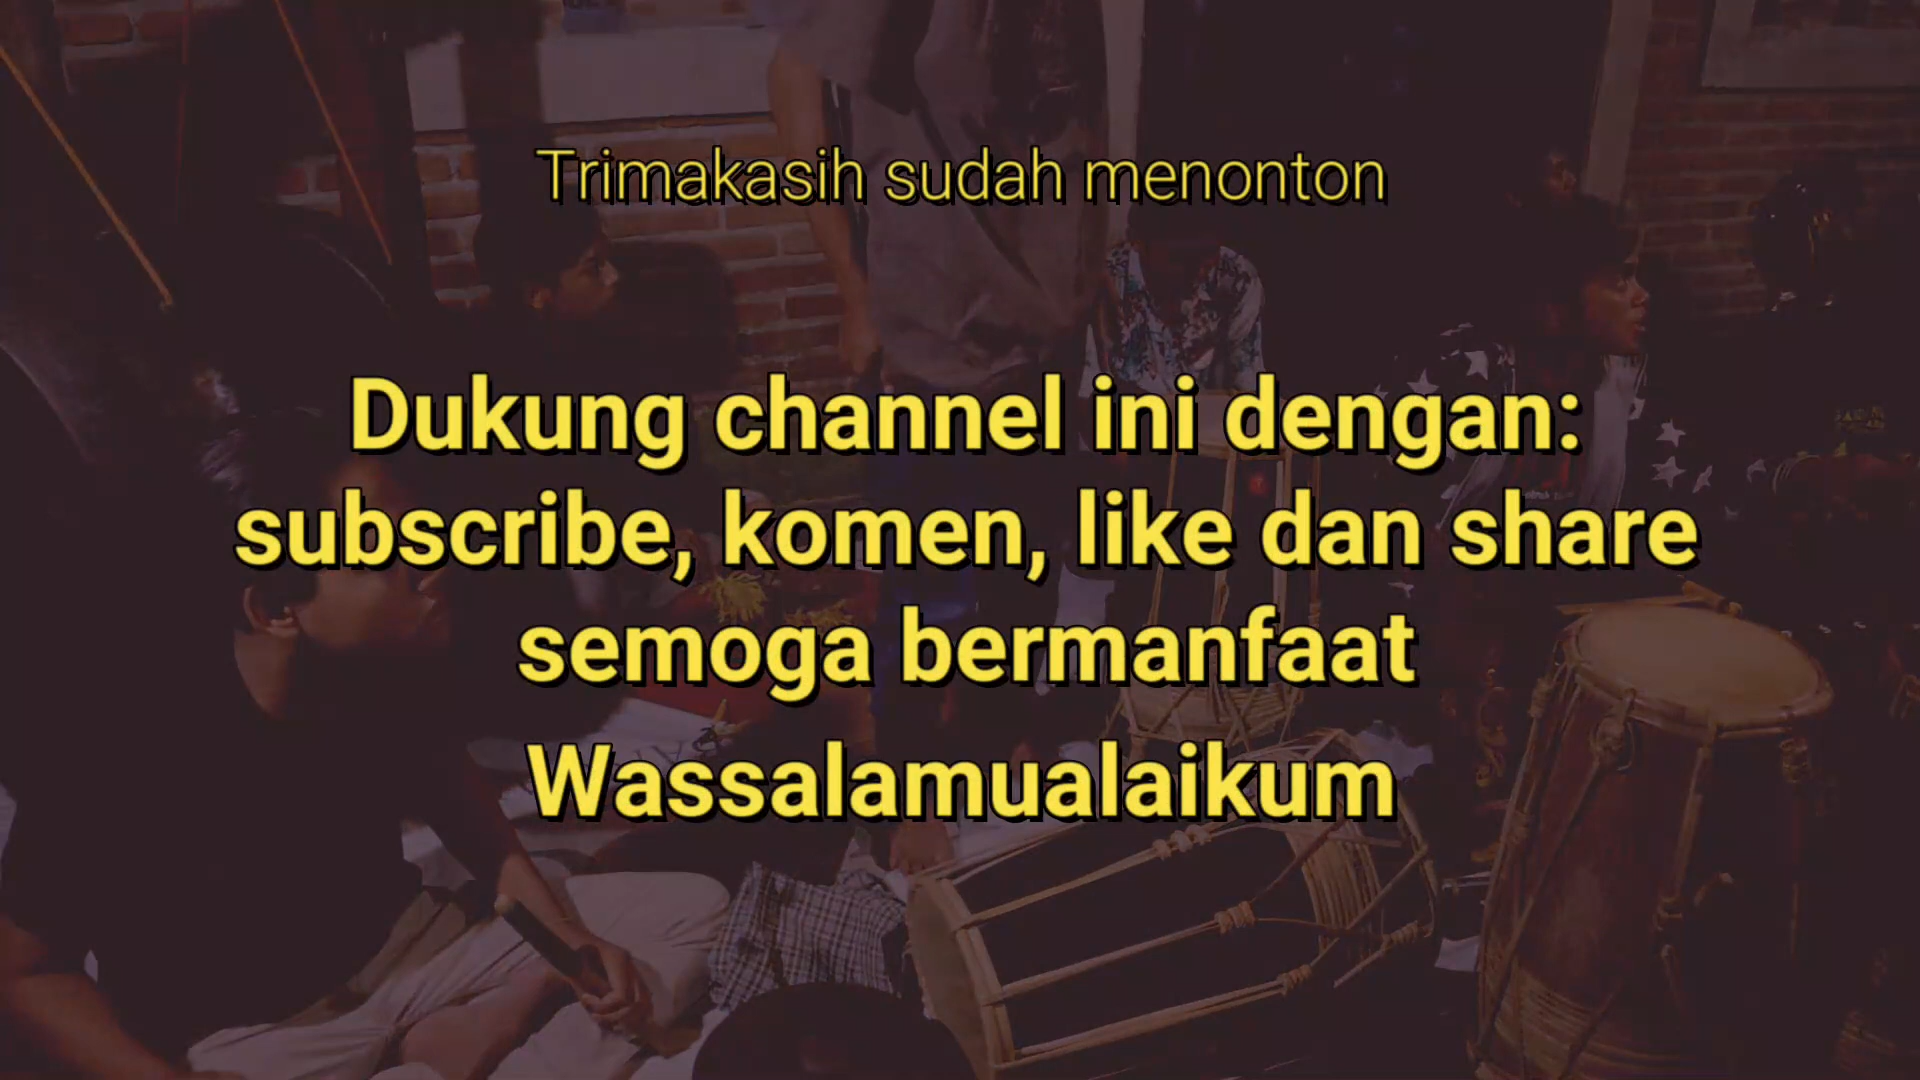 Trimakasih sudah menonton
Dukung channel ini dengan:
subscribe, komen, like dan share
semoga bermanfaat
Wassalamualaikum